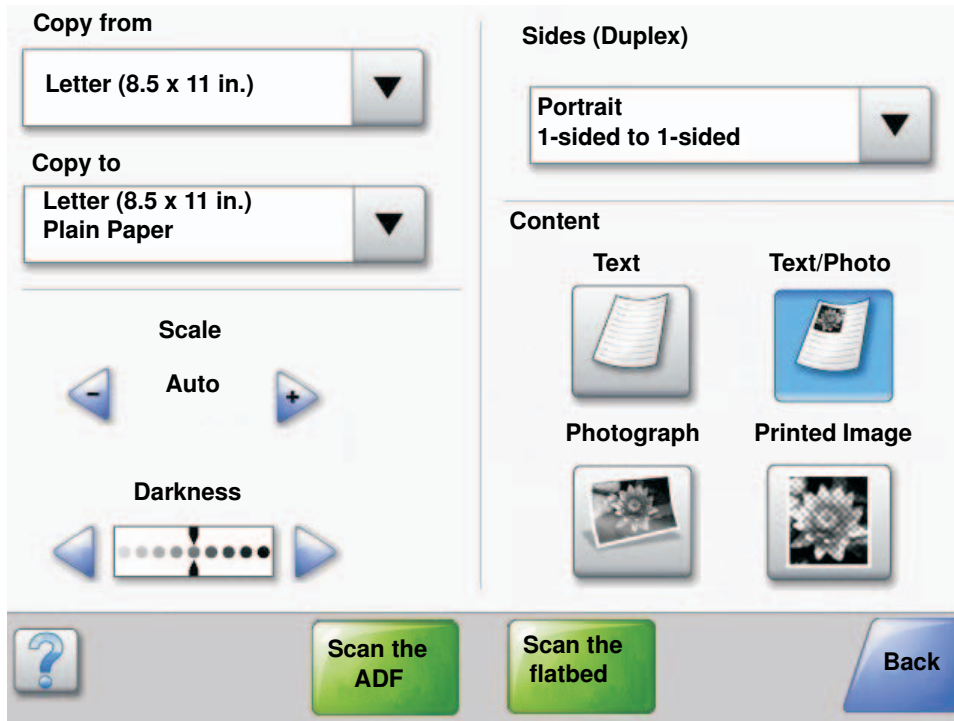 Copy from
Letter (8.5 x 11 in.)
Copy to
Letter (8.5 x 11 in.)
Plain Paper
Scale
-
Auto
+
Darkness
Sides (Duplex)
Portrait
1-sided to 1-sided
Content
Text
Text/Photo
Photograph
Printed Image
?
Scan the
ADF
Scan the
flatbed
Back